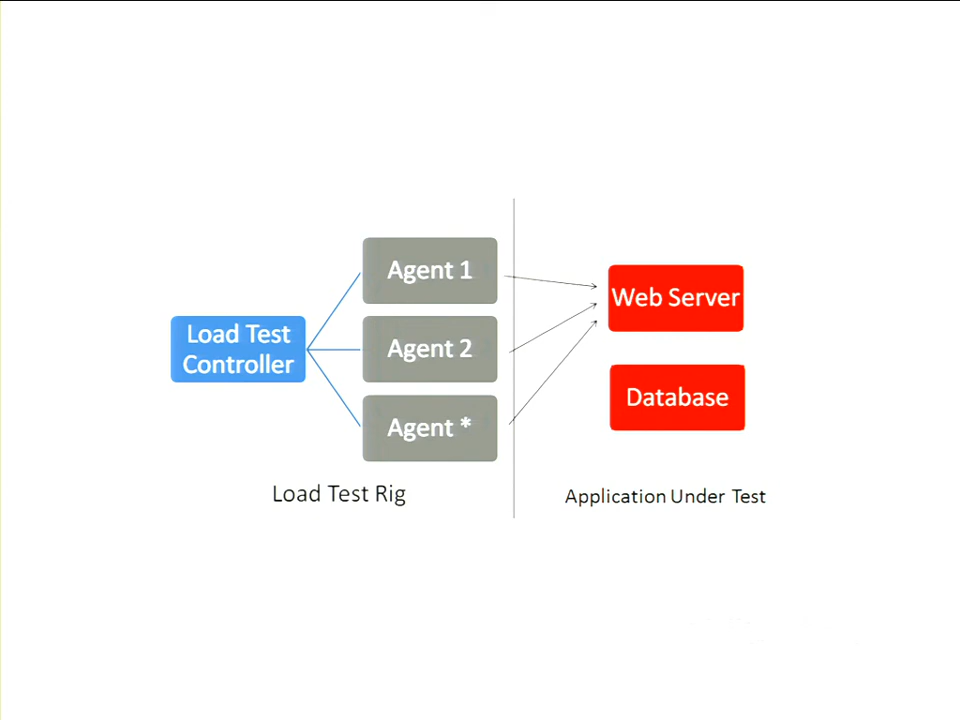 Agent 1
Web Server
Load Test
Controller
Agent 2
Database
Agent *
Load Test Rig
Application Under Test